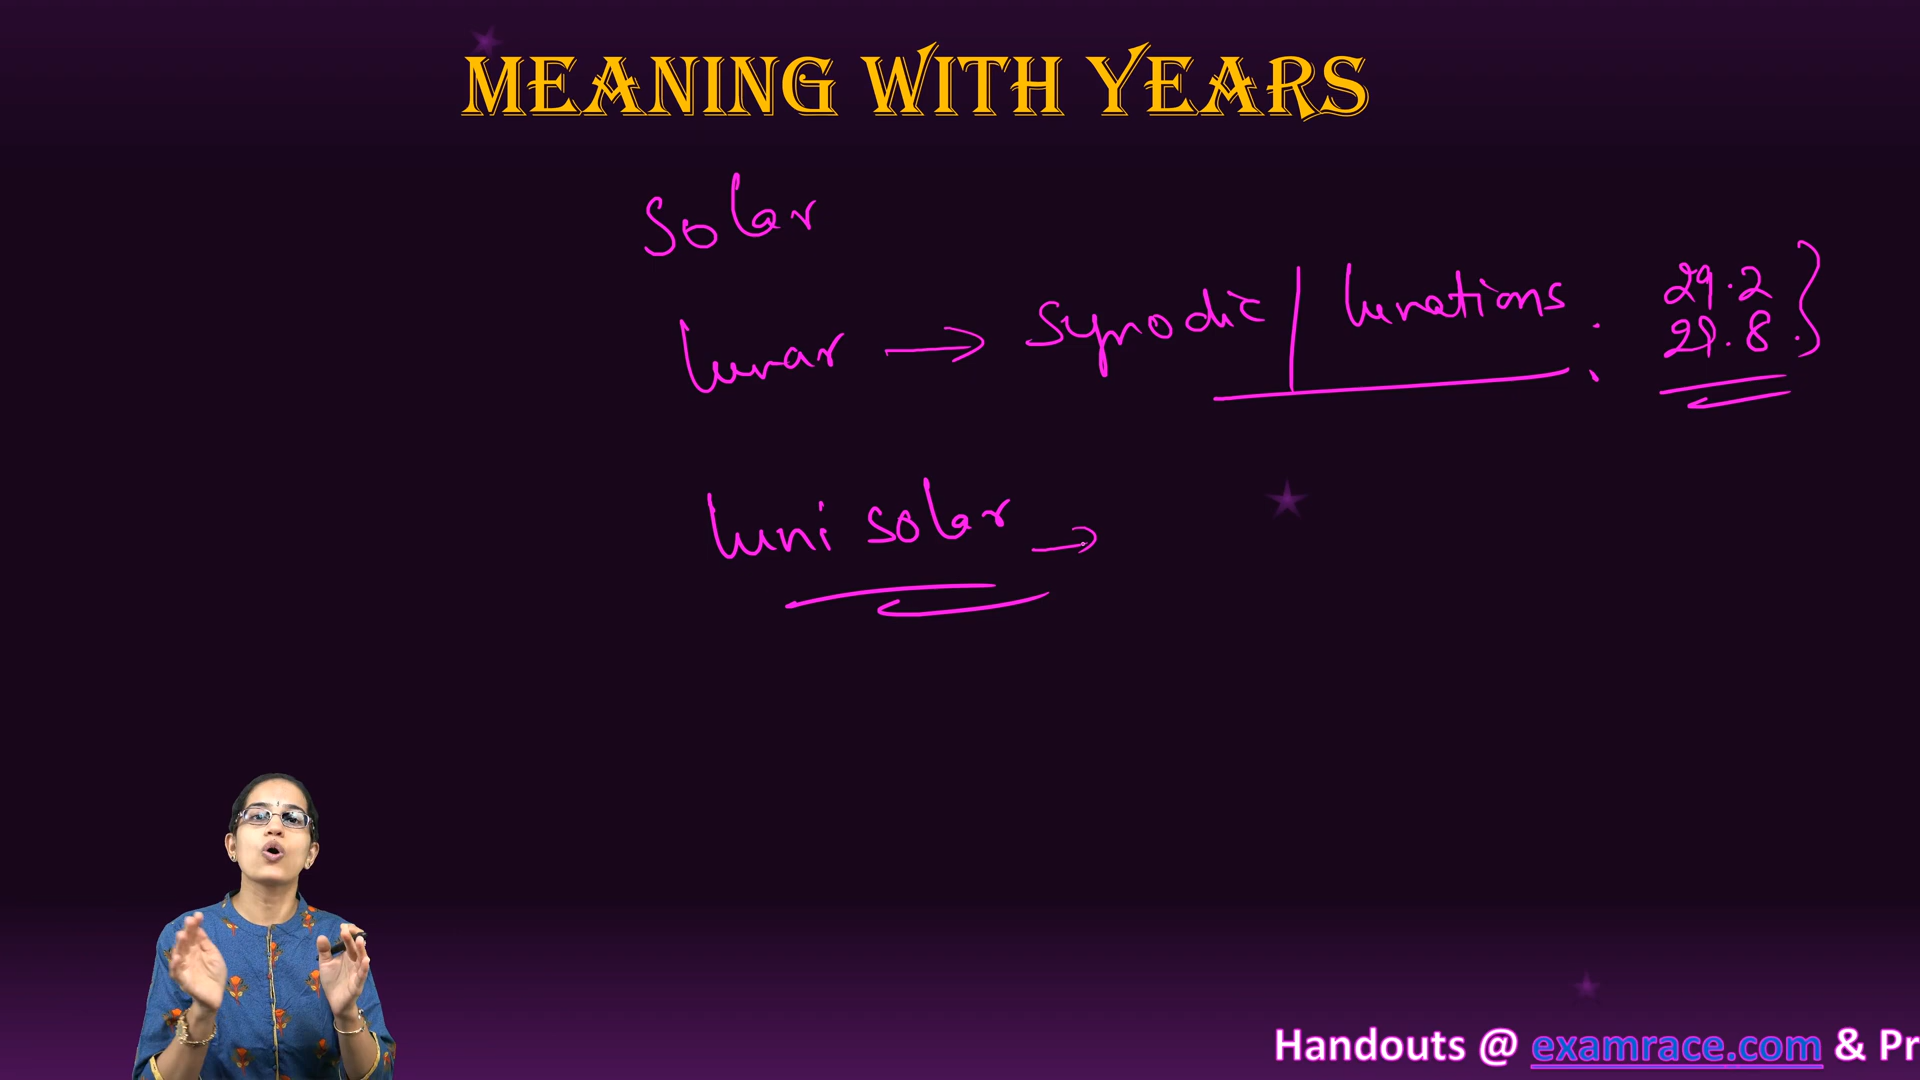 MEANING WITH YEARS
Solar
lunar → Synodic | lunations : 29.2
29.8 }
luni solar →
Handouts @ examrace.com & Pr